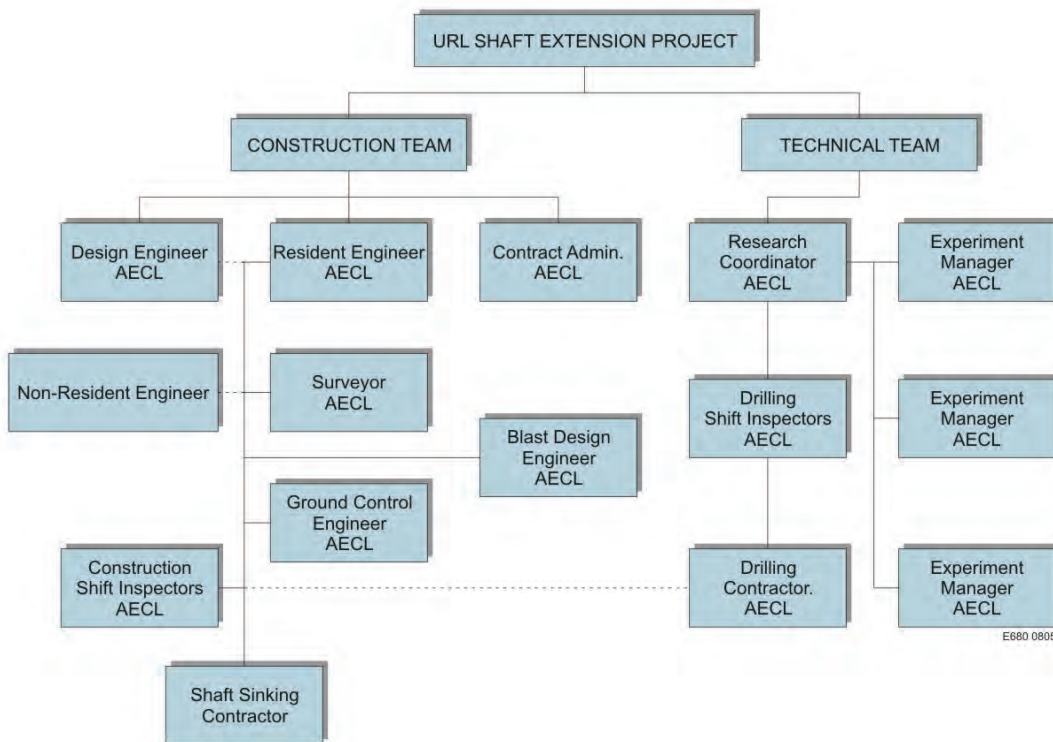 URL SHAFT EXTENSION PROJECT
CONSTRUCTION TEAM
TECHNICAL TEAM
Design Engineer
AECL
Resident Engineer
AECL
Contract Admin.
AECL
Research
Coordinator
AECL
Experiment
Manager
AECL
Non-Resident Engineer
Surveyor
AECL
Blast Design
Engineer
AECL
Drilling
Shift Inspectors
AECL
Experiment
Manager
AECL
Ground Control
Engineer
AECL
Construction
Shift Inspectors
AECL
Drilling
Contractor.
AECL
Experiment
Manager
AECL
E680 0805
Shaft Sinking
Contractor